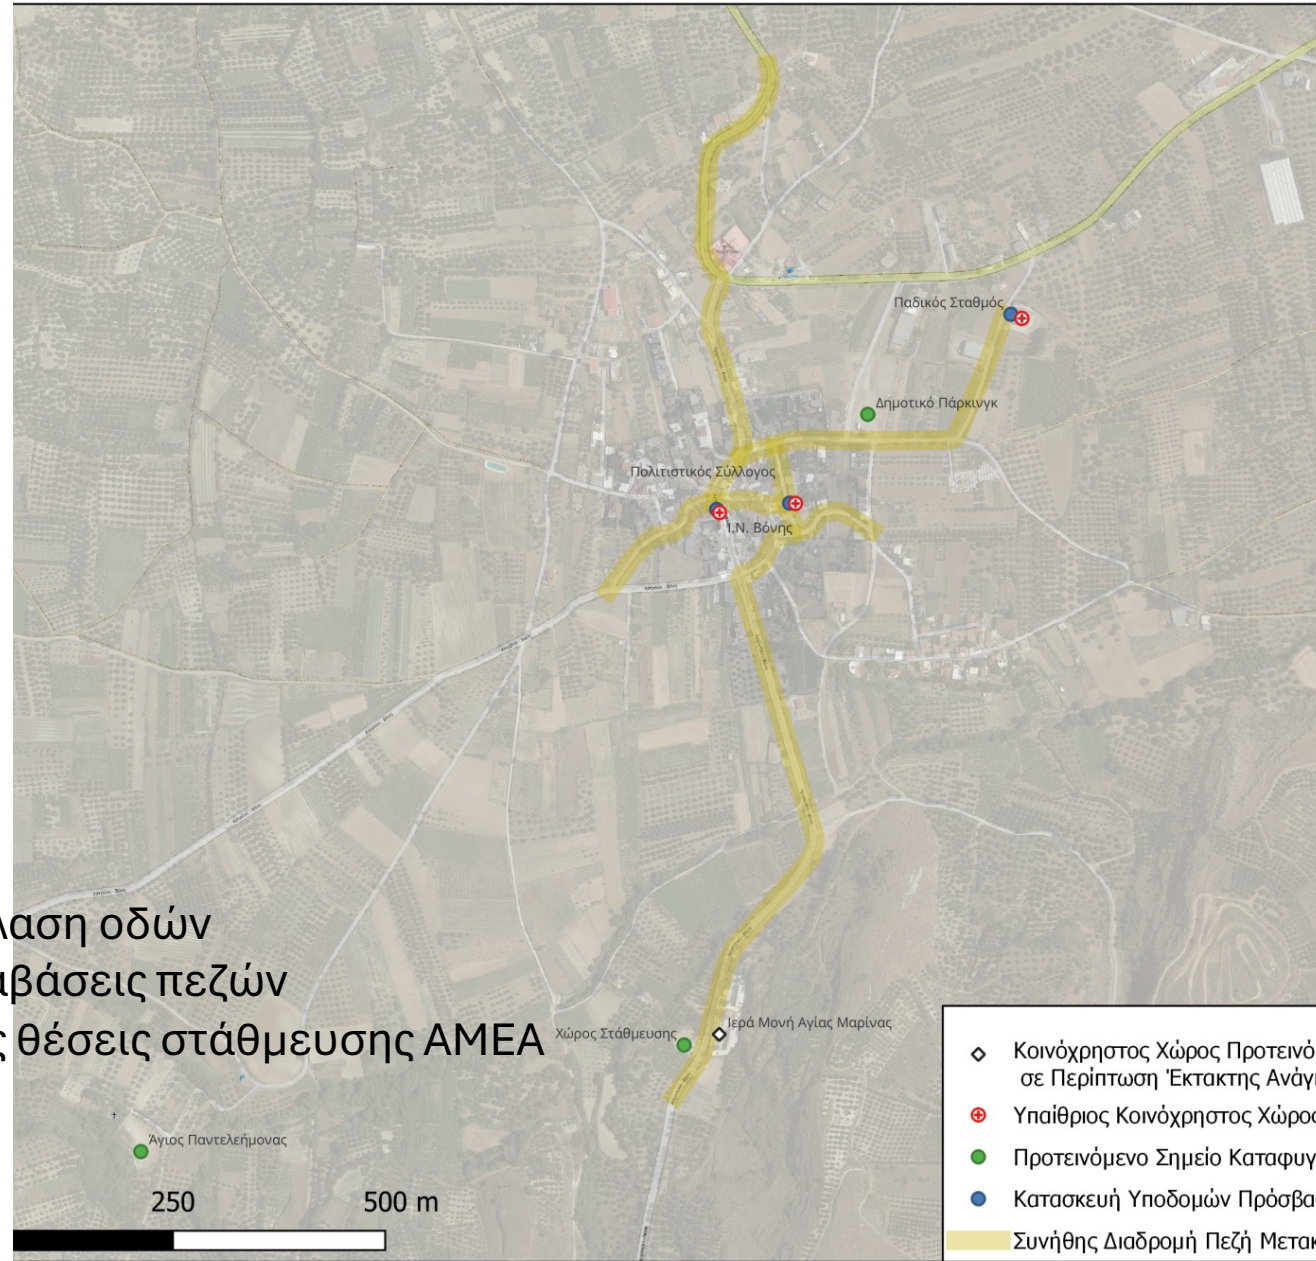 Παδικός Σταθμός
Δημοτικό Πάρκινγκ
Πολιτιστικός Σύλλογος
Ι.Ν. Βόνης
λαση οδών
βάσεις πεζών
ς θέσεις στάθμευσης ΑΜΕΑ
Χώρος Στάθμευσης
Ιερά Μονή Αγίας Μαρίνας
Άγιος Παντελεήμονας
250
500 m
Κοινόχρηστος Χώρος Προτεινό
σε Περίπτωση Έκτακτης Ανάγ
Υπαίθριος Κοινόχρηστος Χώρος
Προτεινόμενο Σημείο Καταφυγ
Κατασκευή Υποδομών Πρόσβα
Συνήθης Διαδρομή Πεζή Μετακ